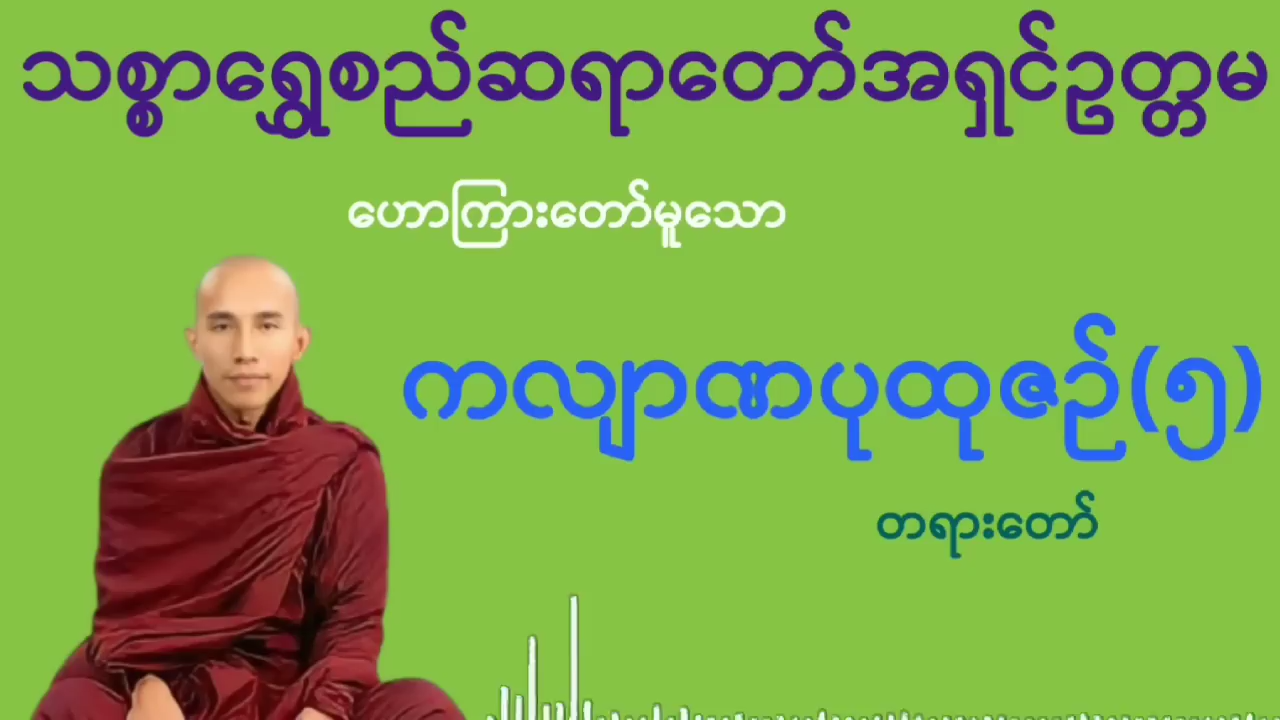 သစ္စာရွှေစည်ဆရာတော်အရှင်ဥတ္တမ
ဟောကြားတော်မူသော
ကလျာဏပုထုဇဉ်(၅)
တရားတော်